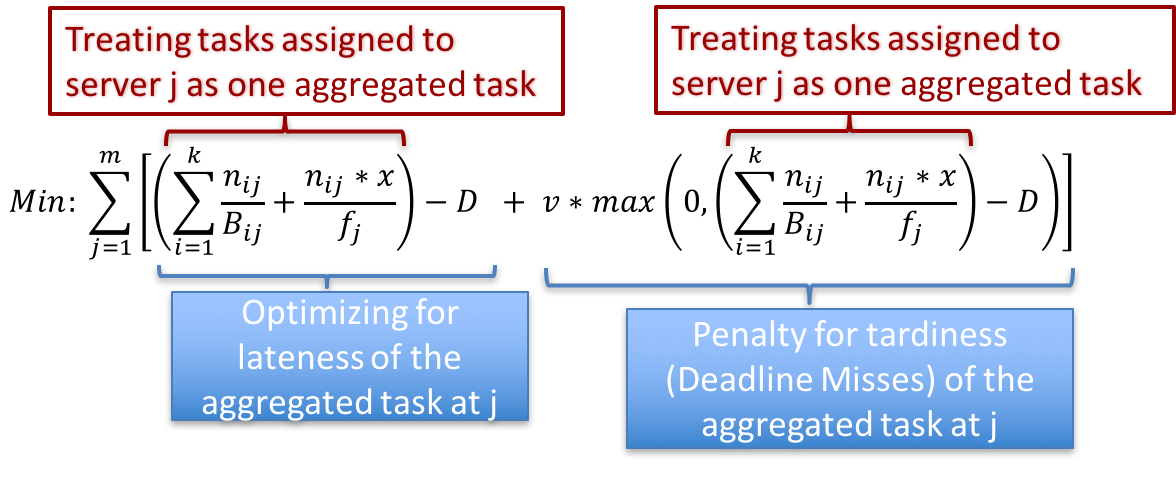 Treating tasks assigned to
server j as one aggregated task
Treating tasks assigned to
server j as one aggregated task
Min: \sum_{j=1}^{m} \left[ \left( \sum_{i=1}^{k} \frac{n_{ij}}{B_{ij}} + \frac{n_{ij} * x}{f_j} \right) - D + v * max \left( 0, \left( \sum_{i=1}^{k} \frac{n_{ij}}{B_{ij}} + \frac{n_{ij} * x}{f_j} \right) - D \right) \right]
Optimizing for
lateness of the
aggregated task at j
Penalty for tardiness
(Deadline Misses) of the
aggregated task at j